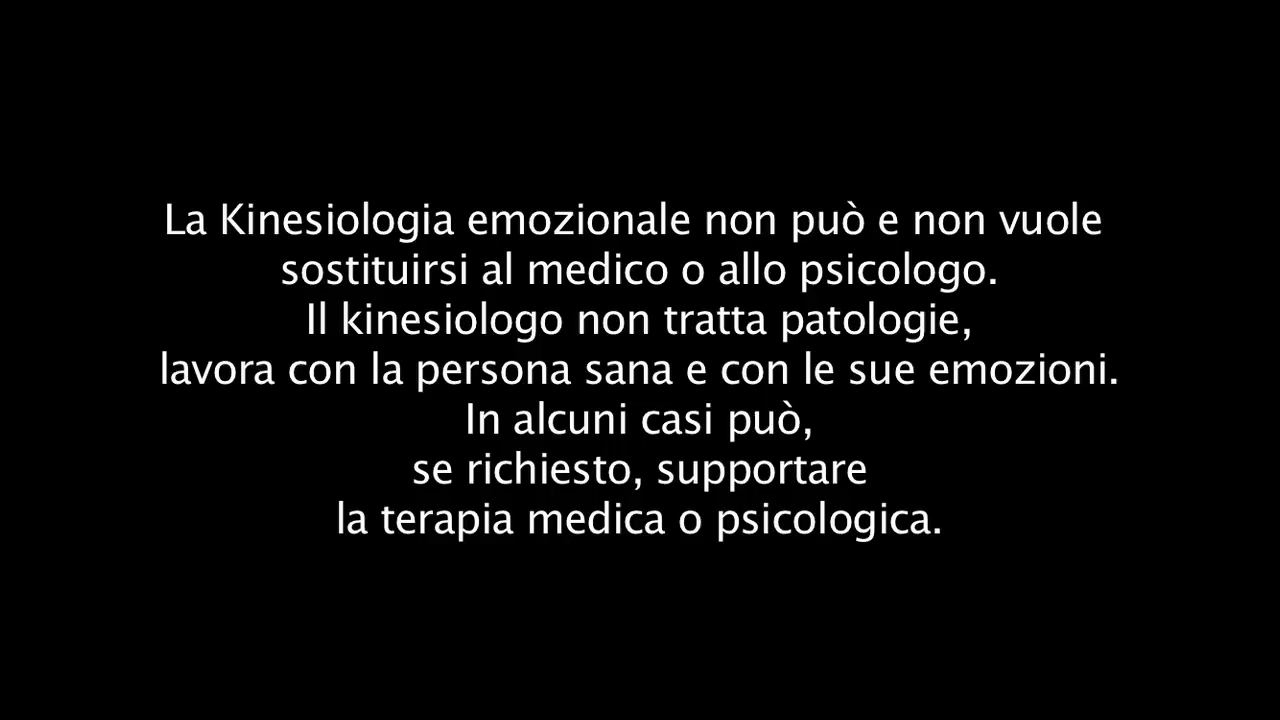 La Kinesiologia emozionale non può e non vuole
sostituirsi al medico o allo psicologo.
Il kinesiologo non tratta patologie,
lavora con la persona sana e con le sue emozioni.
In alcuni casi può,
se richiesto, supportare
la terapia medica o psicologica.